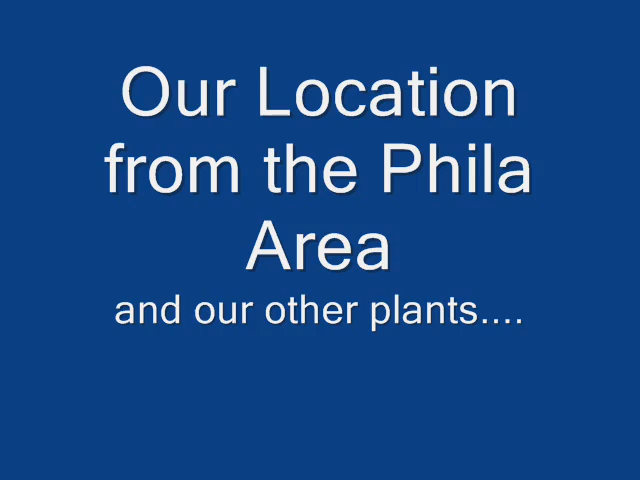 Our Location
from the Phila
Area
and our other plants....